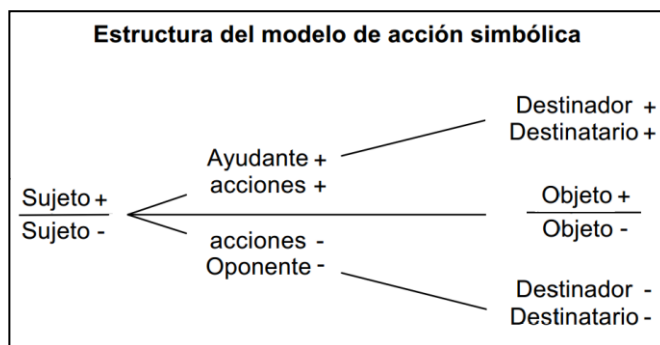 Estructura del modelo de acción simbólica
Destinador +
Destinatario +
Ayudante +
acciones +
Sujeto +
Sujeto -
Objeto +
Objeto -
acciones -
Oponente -
Destinador -
Destinatario -